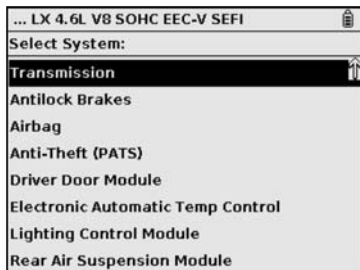 ... LX 4.6L V8 SOHC EEC-V SEFI
Select System:
Transmission
Antilock Brakes
Airbag
Anti-Theft (PATS)
Driver Door Module
Electronic Automatic Temp Control
Lighting Control Module
Rear Air Suspension Module